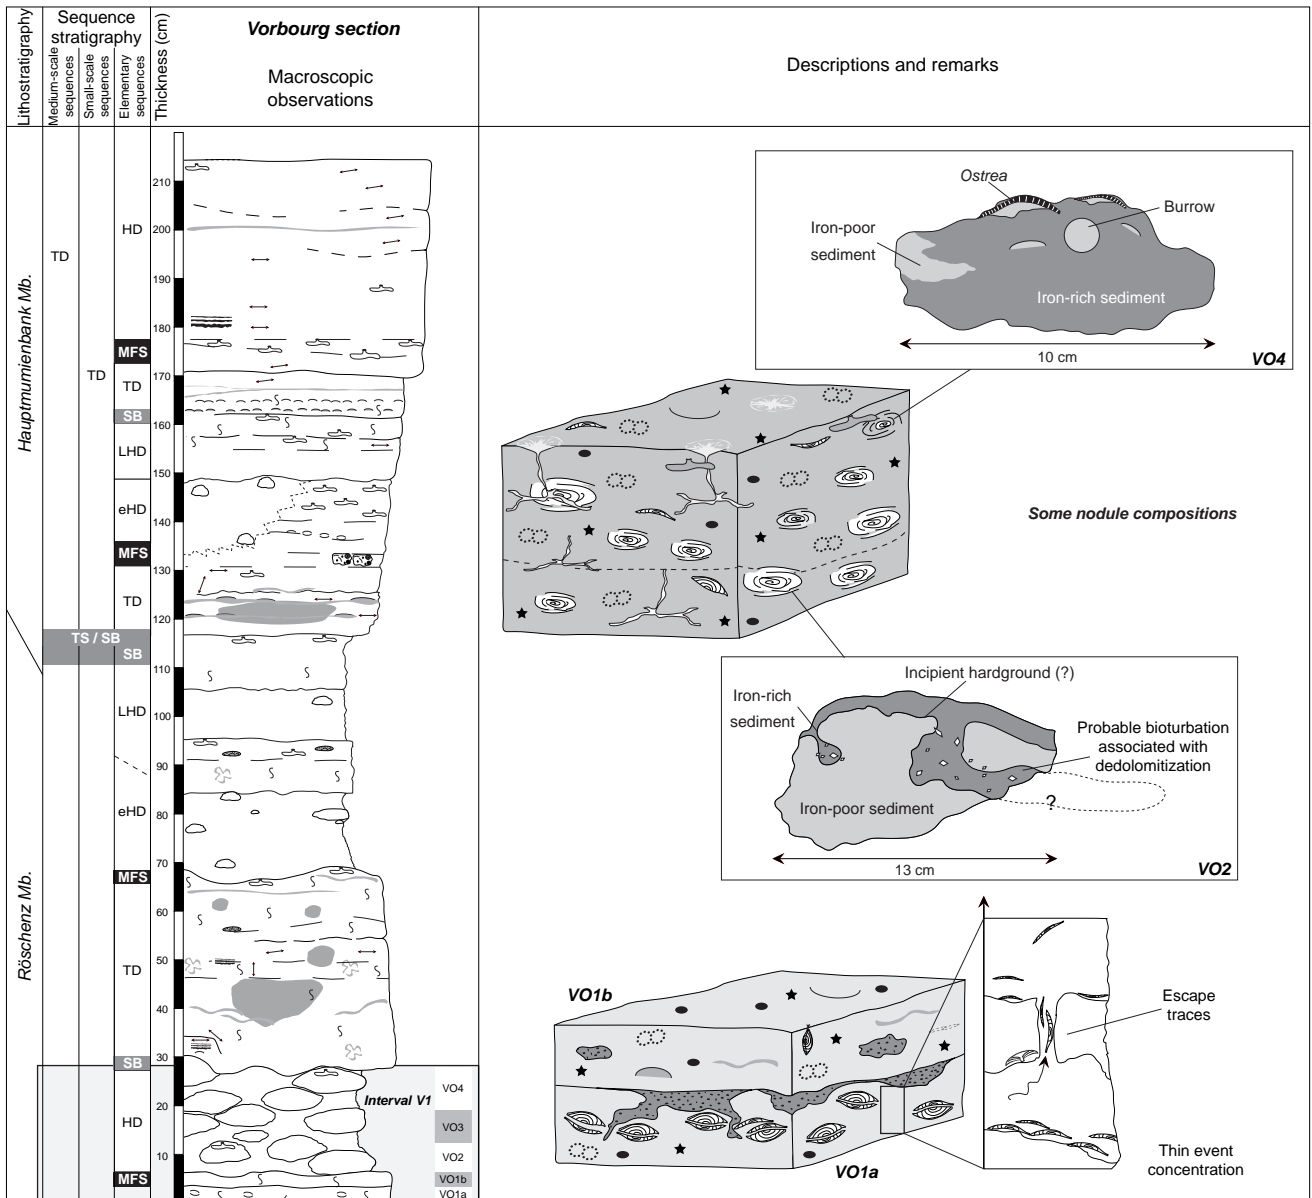 Lithostratigraphy
Sequence
stratigraphy
Medium-scale
sequences
Small-scale
sequences
Elementary
sequences
Thickness (cm)
Vorbourg section
Macroscopic
observations
Descriptions and remarks
Hauptmumienbank Mb.
Röschenz Mb.
TD
TD
HD
MFS
TD
SB
LHD
eHD
MFS
TD
TS / SB
SB
LHD
eHD
MFS
TD
SB
HD
MFS
210
200
190
180
170
160
150
140
130
120
110
100
90
80
70
60
50
40
30
20
10
Interval V1
VO4
VO3
VO2
VO1b
VO1a
Ostrea
Burrow
Iron-poor
sediment
Iron-rich sediment
10 cm
VO4
Some nodule compositions
Incipient hardground (?)
Iron-rich
sediment
Probable bioturbation
associated with
dedolomitization
Iron-poor sediment
?
13 cm
VO2
VO1b
VO1a
Escape
traces
Thin event
concentration